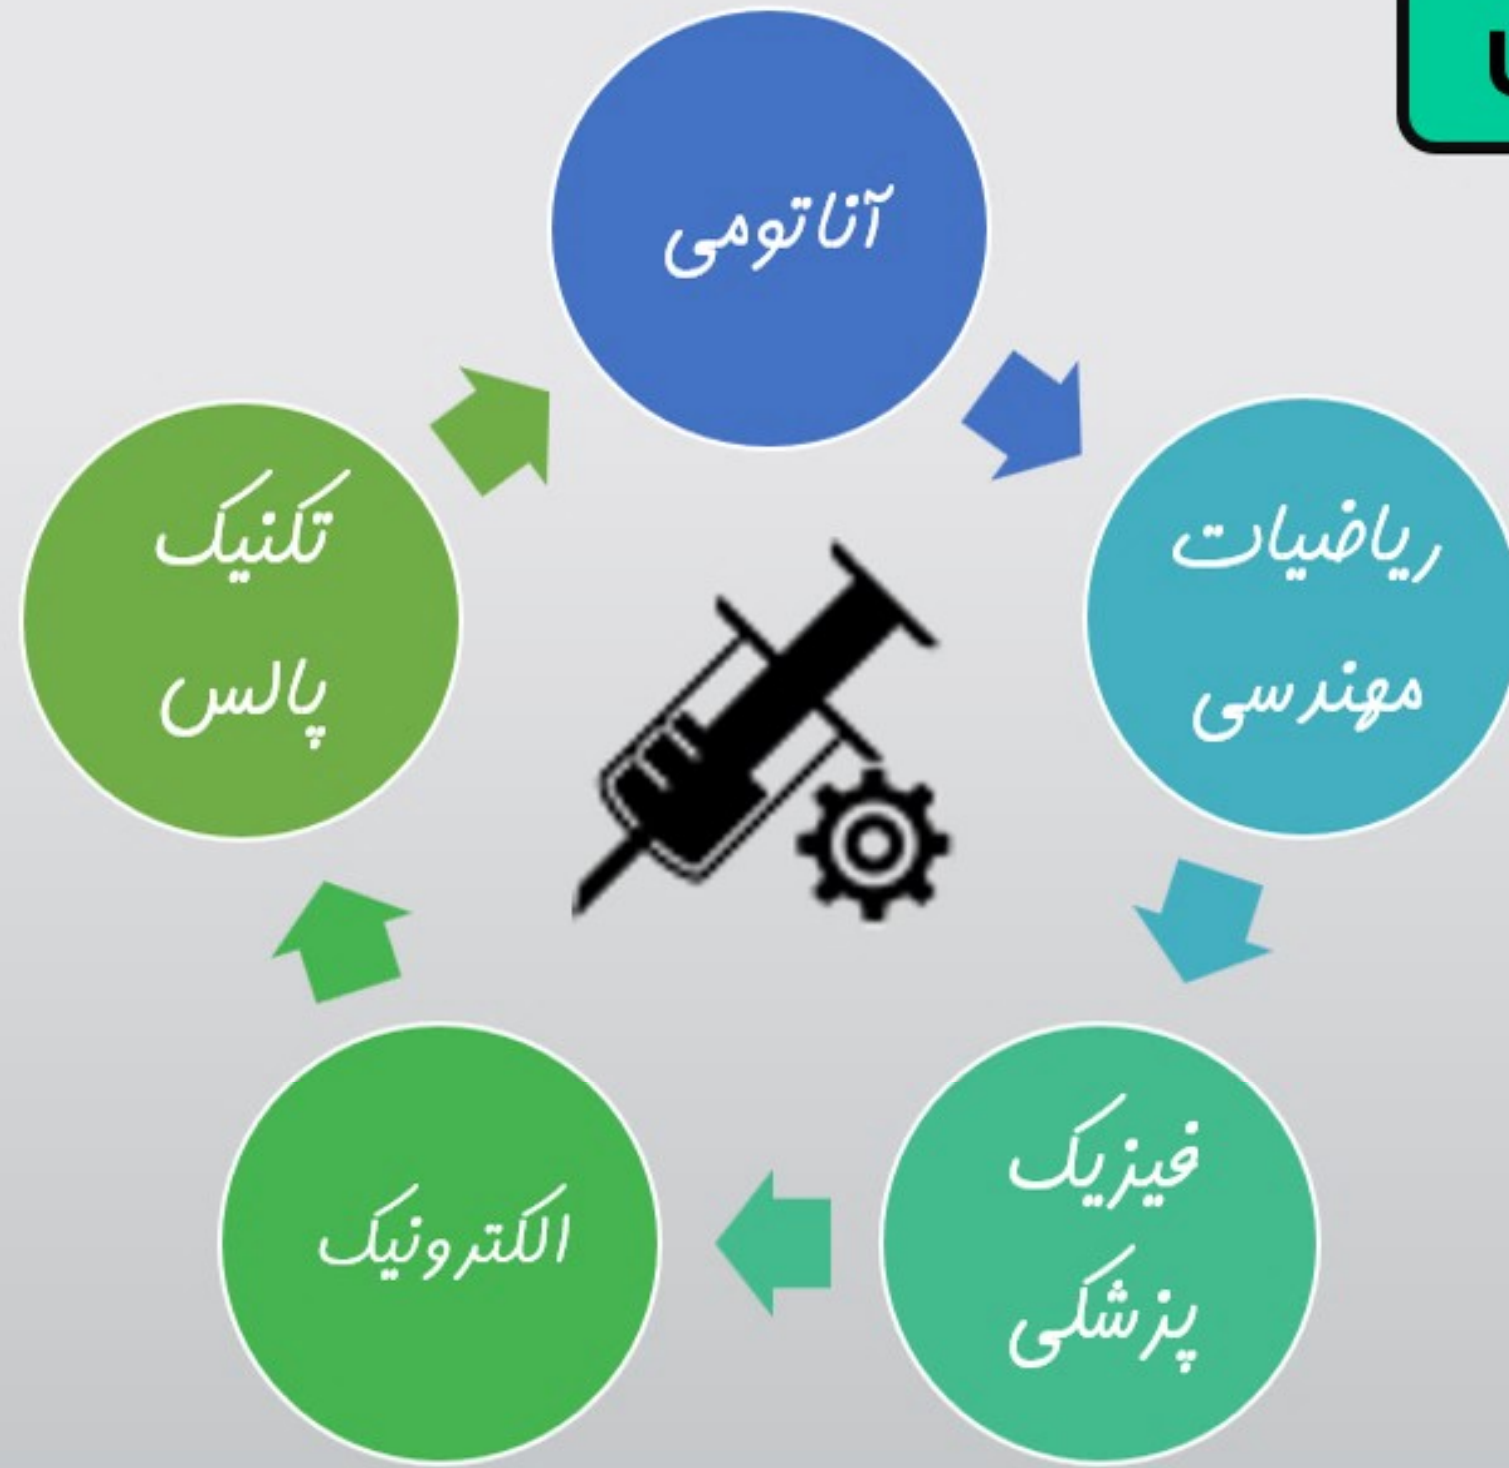 آناتومی
ریاضیات
مهندسی
فیزیک
پزشکی
الکترونیک
تکنیک
پالس